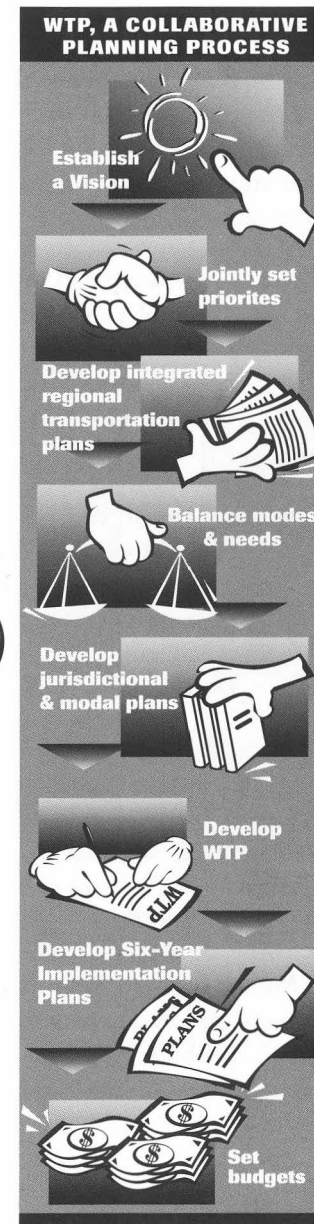 WTP, A COLLABORATIVE
PLANNING PROCESS
Establish
a Vision
Jointly set
priorites
Develop integrated
regional
transportation
plans
Balance modes
& needs
Develop
jurisdictional
& modal plans
Develop
WTP
WTP
Develop Six-Year
Implementation
Plans
PLANS
PLANS
$
$
$
Set
budgets